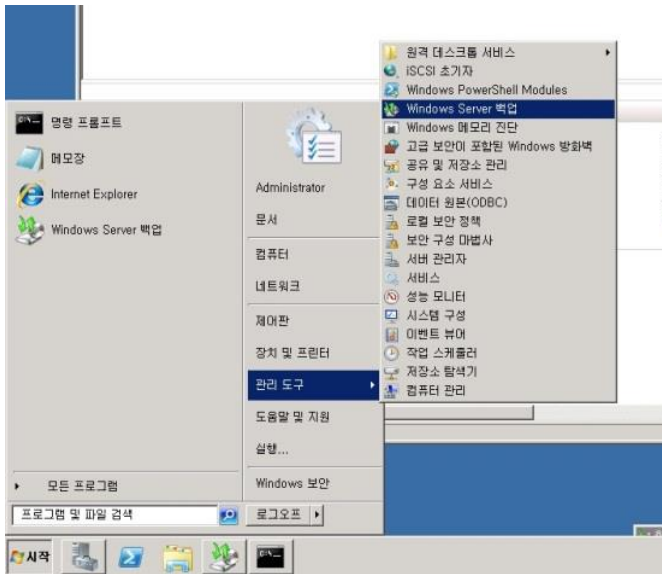 명령 프롬프트
메모장
Internet Explorer
Windows Server 백업
모든 프로그램
프로그램 및 파일 검색
Administrator
문서
컴퓨터
네트워크
제어판
장치 및 프린터
관리 도구
도움말 및 지원
실행...
Windows 보안
로그오프
원격 데스크톱 서비스
iSCSI 초기자
Windows PowerShell Modules
Windows Server 백업
Windows 메모리 진단
고급 보안이 포함된 Windows 방화벽
공유 및 저장소 관리
구성 요소 서비스
데이터 원본(ODBC)
로컬 보안 정책
보안 구성 마법사
서버 관리자
서비스
성능 모니터
시스템 구성
이벤트 뷰어
작업 스케줄러
저장소 탐색기
컴퓨터 관리
시작